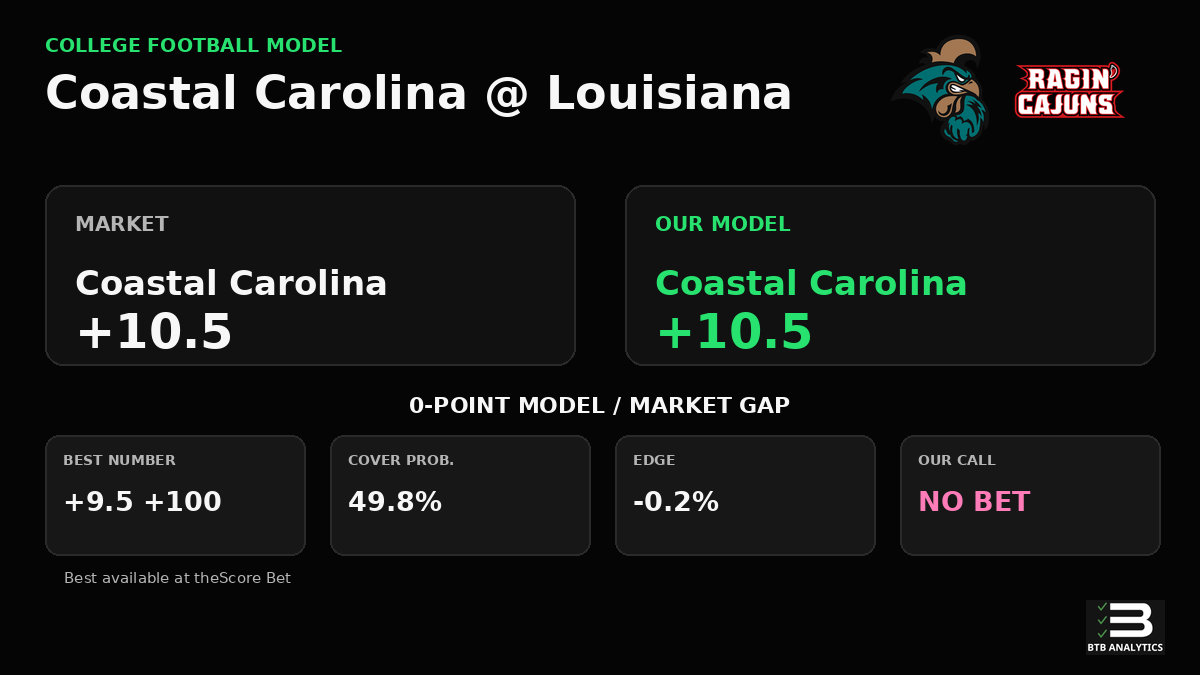 COLLEGE FOOTBALL MODEL
Coastal Carolina @ Louisiana
RAGIN'
CAJUNS
MARKET
Coastal Carolina
+10.5
OUR MODEL
Coastal Carolina
+10.5
0-POINT MODEL / MARKET GAP
BEST NUMBER
+9.5 +100
COVER PROB.
49.8%
EDGE
-0.2%
OUR CALL
NO BET
Best available at theScore Bet
B
BTB ANALYTICS